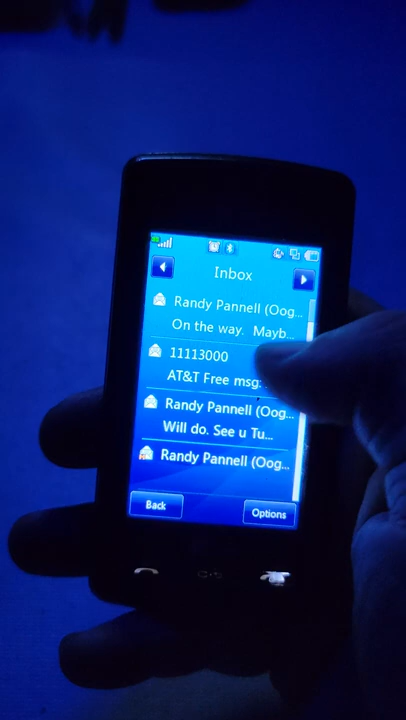 Inbox
Randy Pannell (Oog...
On the way. Mayb...
11113000
AT&T Free msg:
Randy Pannell (Oog...
Will do. See u Tu...
Randy Pannell (Oog...
Back
Options